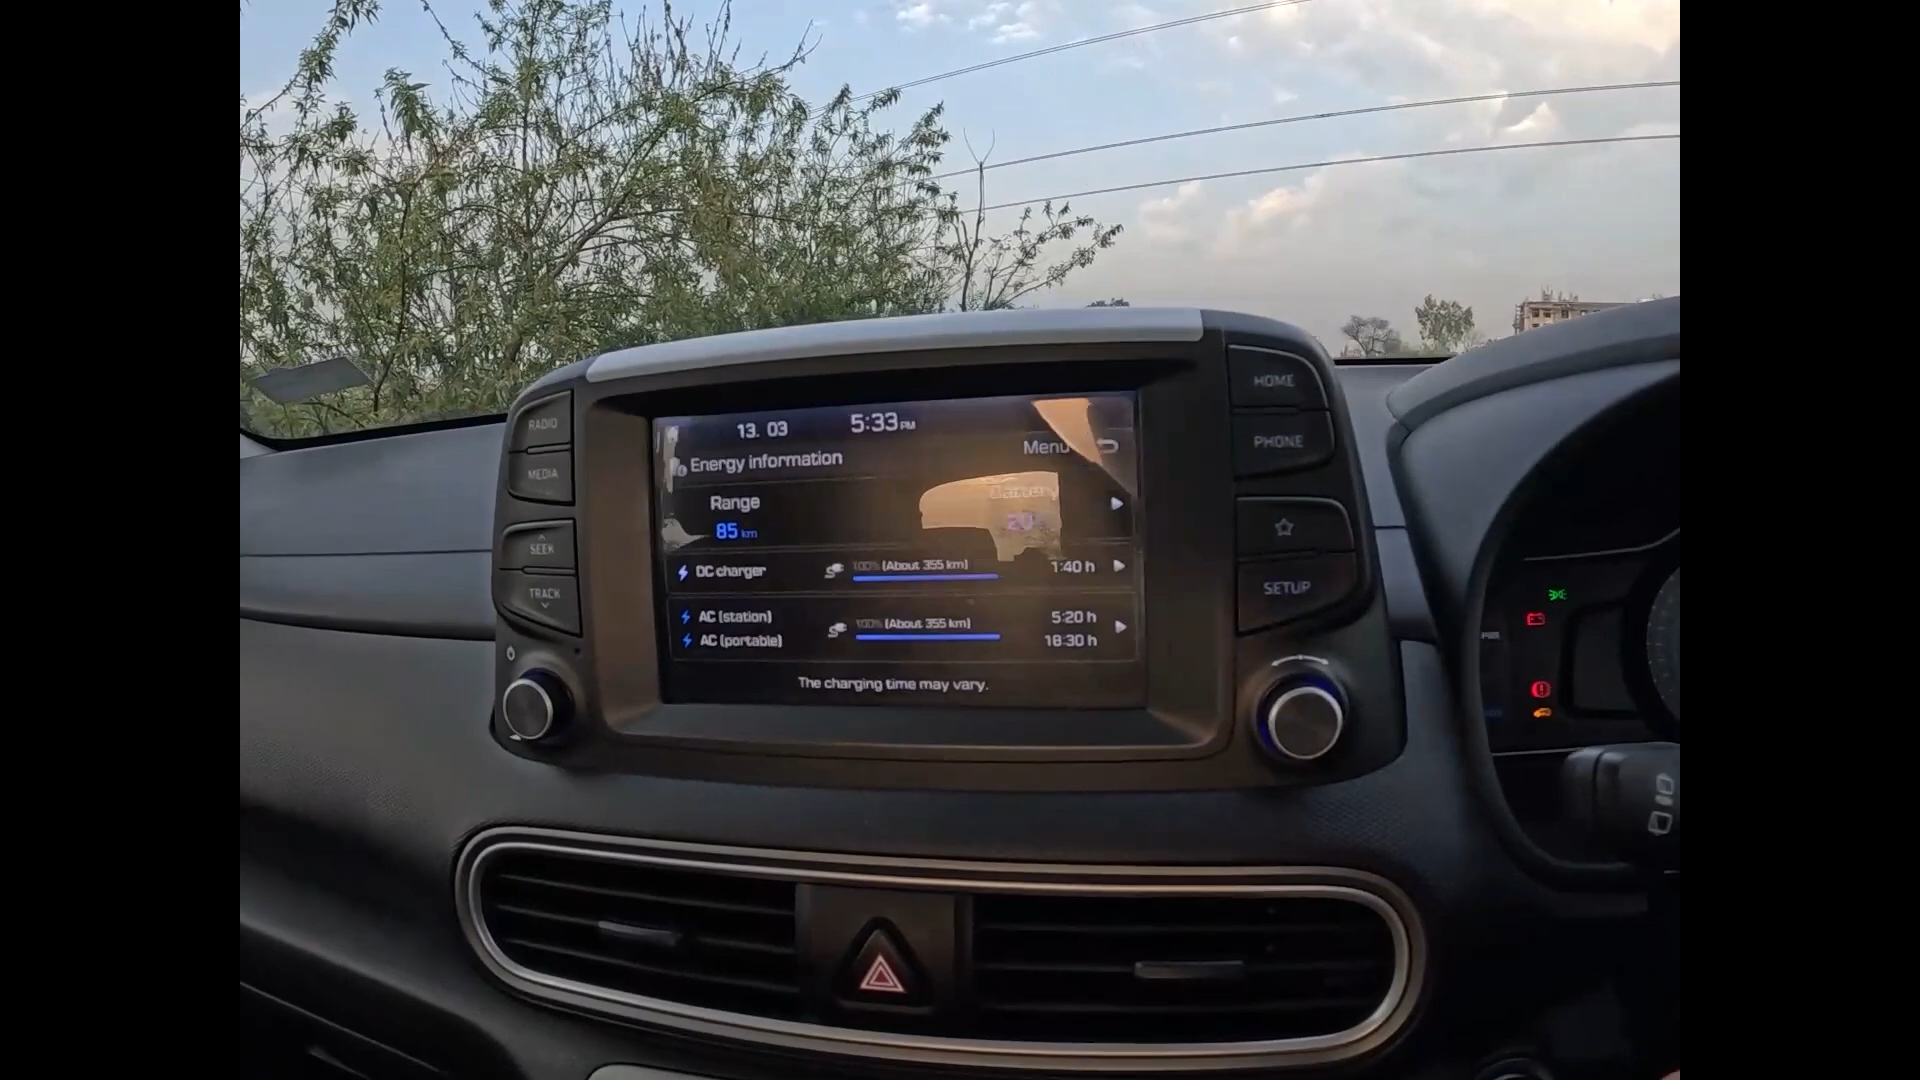 13. 03 5:33 PM
Energy information Menu
Range Battery
85 km
DC charger 100% (About 355 km) 1:40 h
AC (station) 100% (About 355 km) 5:20 h
AC (portable) 18:30 h
The charging time may vary.
RADIO
MEDIA
SEEK
TRACK
HOME
PHONE
SETUP